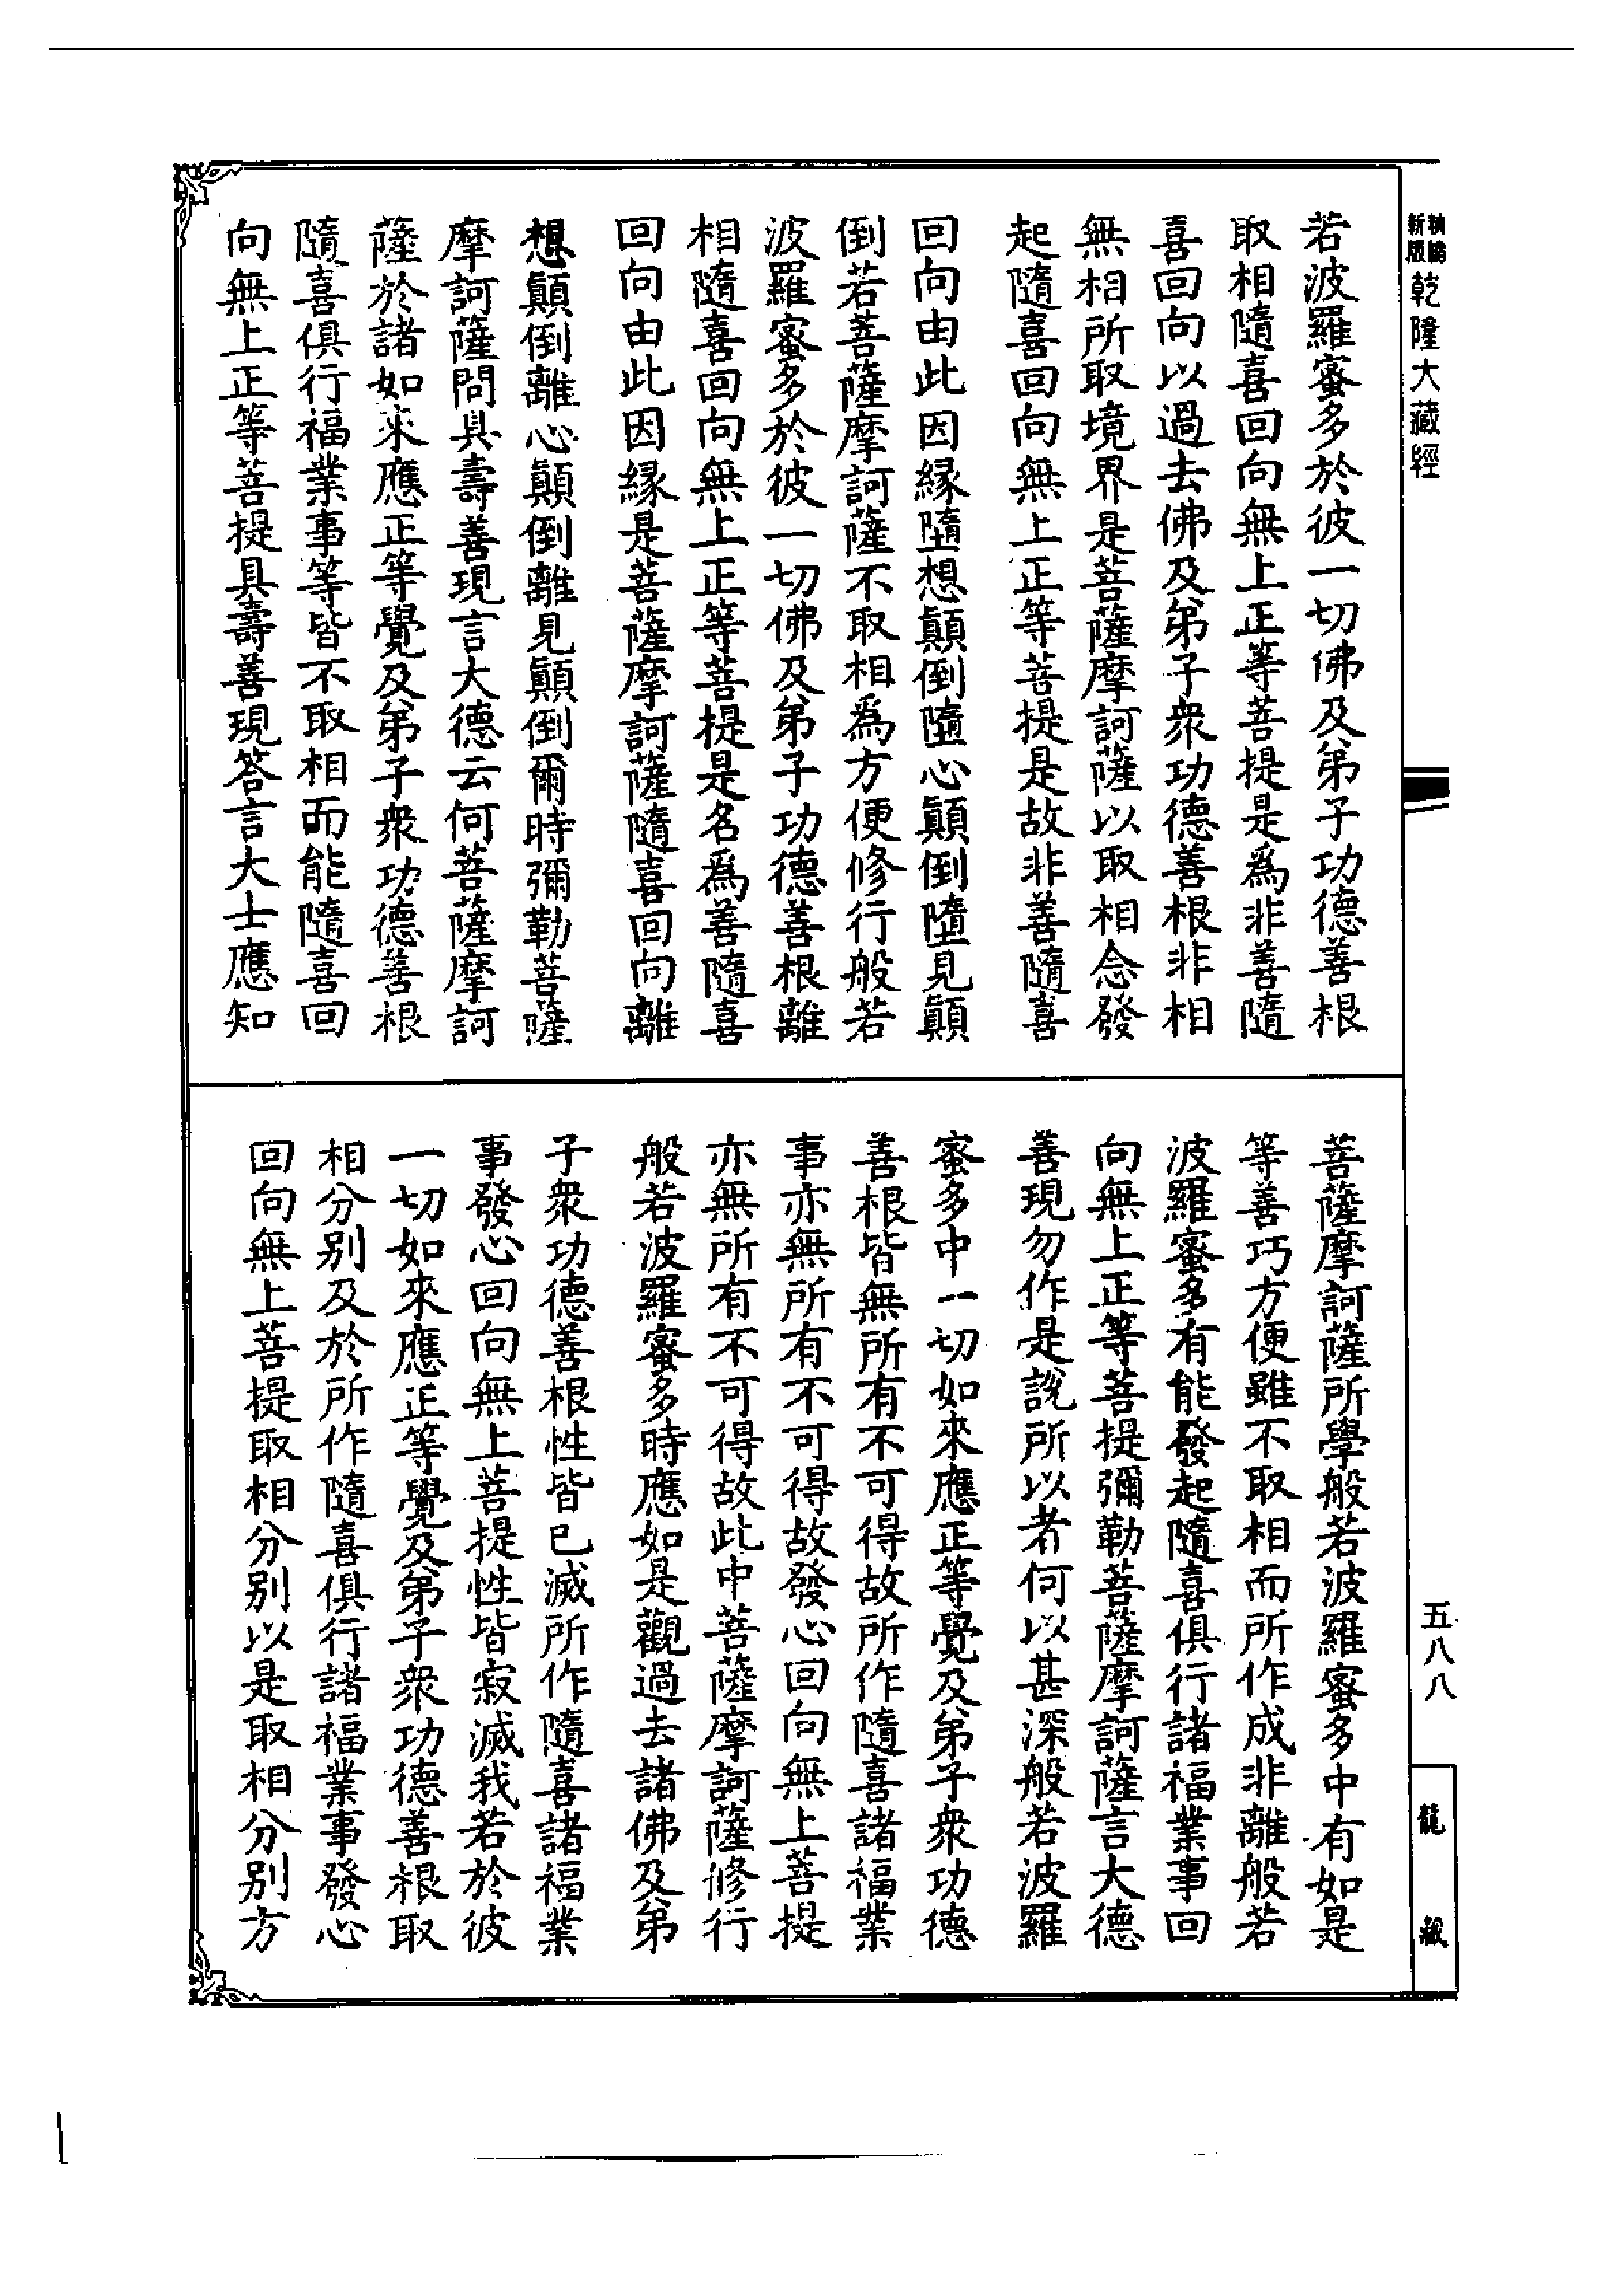 新版
乾隆大藏經
若波羅蜜多於彼一切佛及弟子功德善根
取相隨喜回向無上正等菩提是爲非善隨
喜回向以過去佛及弟子衆功德善根非相
無相所取境界是菩薩摩訶薩以取相念發
起隨喜回向無上正等菩提是故非善隨喜
回向由此因緣墮想顛倒墮心顛倒墮見顛
倒若菩薩摩訶薩不取相爲方便修行般若
波羅蜜多於彼一切佛及弟子功德善根離
相隨喜回向無上正等菩提是名爲善隨喜
回向由此因緣是菩薩摩訶薩隨喜回向離
想顛倒離心顛倒離見顛倒爾時彌勒菩薩
摩訶薩問具壽善現言大德云何菩薩摩訶
薩於諸如來應正等覺及弟子衆功德善根
隨喜俱行福業事等皆不取相而能隨喜回
向無上正等菩提具壽善現答言大士應知
菩薩摩訶薩所學般若波羅蜜多中有如是
等善巧方便雖不取相而所作成非離般若
波羅蜜多有能發起隨喜俱行諸福業事回
向無上正等菩提彌勒菩薩摩訶薩言大德
善現勿作是說所以者何以甚深般若波羅
蜜多中一切如來應正等覺及弟子衆功德
善根皆無所有不可得故所作隨喜諸福業
事亦無所有不可得故發心回向無上菩提
亦無所有不可得故此中菩薩摩訶薩修行
般若波羅蜜多時應如是觀過去諸佛及弟
子衆功德善根性皆已滅所作隨喜諸福業
事發心回向無上菩提性皆寂滅我若於彼
一切如來應正等覺及弟子衆功德善根取
相分別及於所作隨喜俱行諸福業事發心
回向無上菩提取相分別以是取相分別方
五八八
龍藏